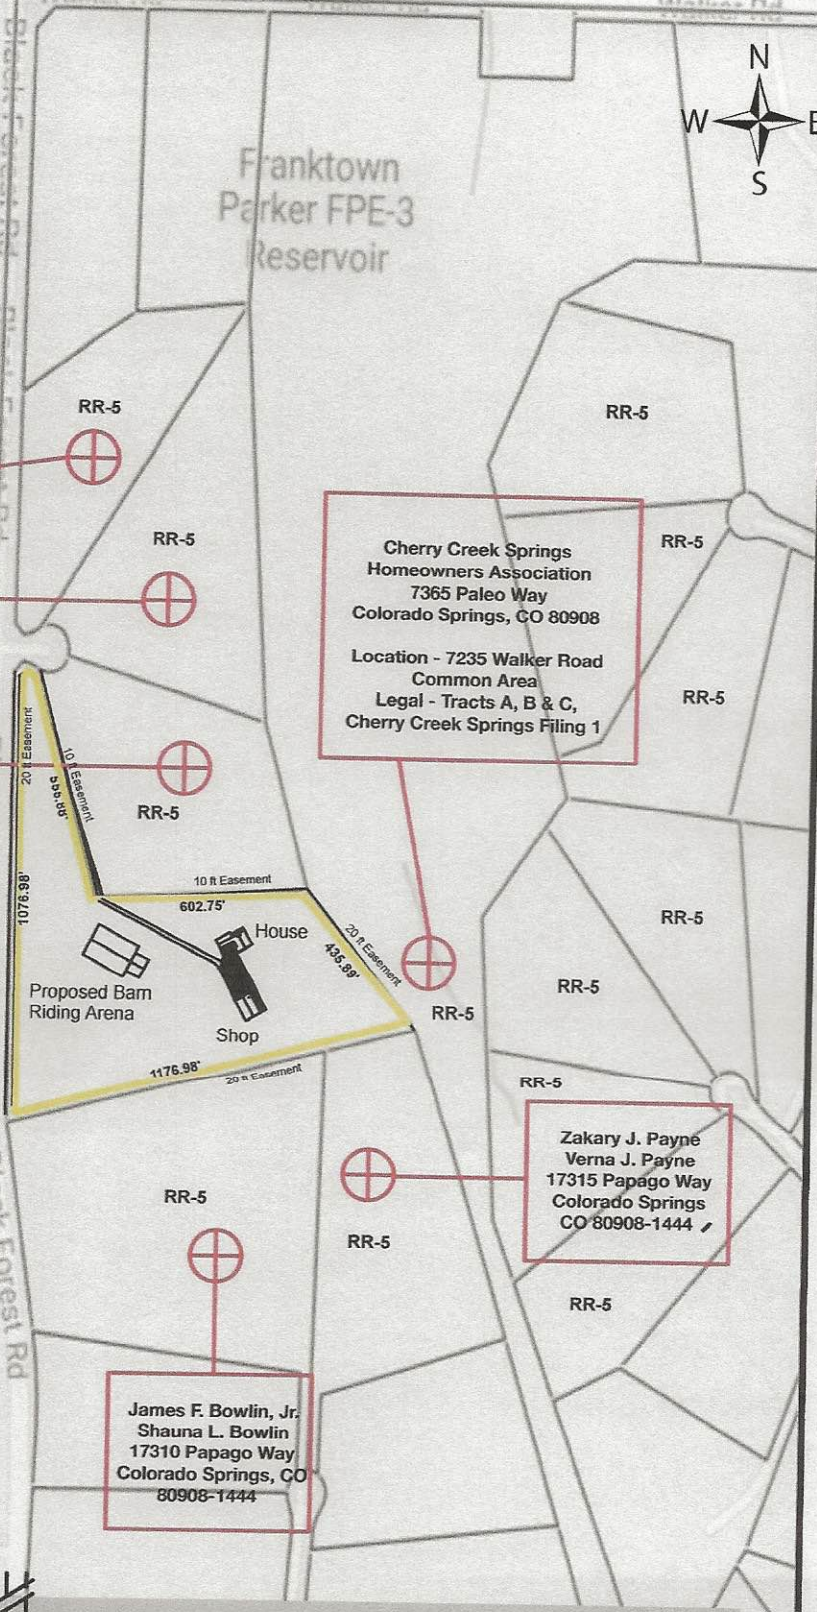 Walker Rd
N
W
E
S
Franktown
Parker FPE-3
Reservoir
RR-5
RR-5
RR-5
RR-5
Cherry Creek Springs
Homeowners Association
7365 Paleo Way
Colorado Springs, CO 80908
Location - 7235 Walker Road
Common Area
Legal - Tracts A, B & C,
Cherry Creek Springs Filing 1
RR-5
20 ft Easement
10 ft Easement
RR-5
1076.98'
10 ft Easement
602.75'
House
20 ft Easement
435.89'
RR-5
Proposed Barn
Riding Arena
RR-5
RR-5
Shop
1176.98'
20 ft Easement
RR-5
Zakary J. Payne
Verna J. Payne
17315 Papago Way
Colorado Springs
CO 80908-1444
RR-5
RR-5
RR-5
Forest Rd
James F. Bowlin, Jr.
Shauna L. Bowlin
17310 Papago Way
Colorado Springs, CO
80908-1444